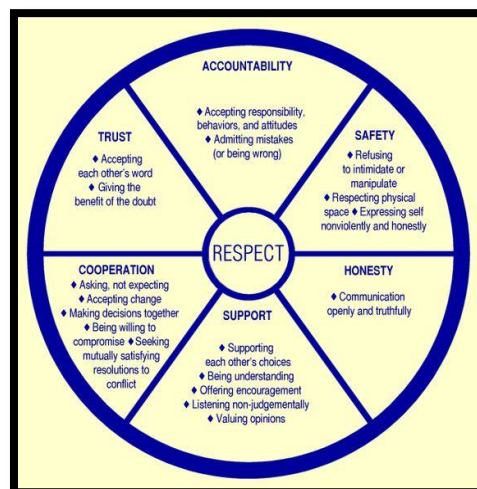 ACCOUNTABILITY
♦ Accepting responsibility,
behaviors, and attitudes
♦ Admitting mistakes
(or being wrong)
TRUST
♦ Accepting
each other's word
♦ Giving the
benefit of the doubt
SAFETY
♦ Refusing
to intimidate or
manipulate
♦ Respecting physical
space ♦ Expressing self
nonviolently and honestly
RESPECT
COOPERATION
♦ Asking, not expecting
♦ Accepting change
♦ Making decisions together
♦ Being willing to
compromise ♦ Seeking
mutually satisfying
resolutions to
conflict
SUPPORT
♦ Supporting
each other's choices
♦ Being understanding
♦ Offering encouragement
♦ Listening non-judgementally
♦ Valuing opinions
HONESTY
♦ Communication
openly and truthfully